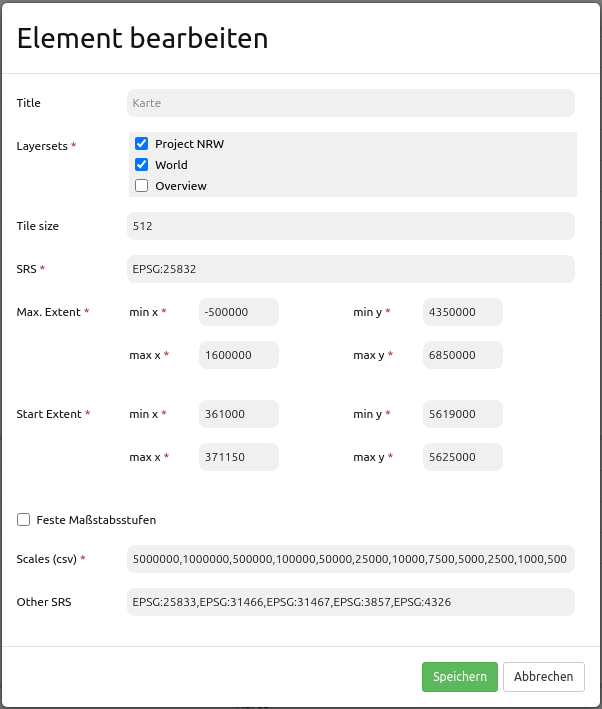 Element bearbeiten
Title Karte
Layersets * Project NRW
World
Overview
Tile size 512
SRS * EPSG:25832
Max. Extent * min x * -500000 min y * 4350000
max x * 1600000 max y * 6850000
Start Extent * min x * 361000 min y * 5619000
max x * 371150 max y * 5625000
Feste Maßstabsstufen
Scales (csv) * 5000000,1000000,500000,100000,50000,25000,10000,7500,5000,2500,1000,500
Other SRS EPSG:25833,EPSG:31466,EPSG:31467,EPSG:3857,EPSG:4326
Speichern Abbrechen